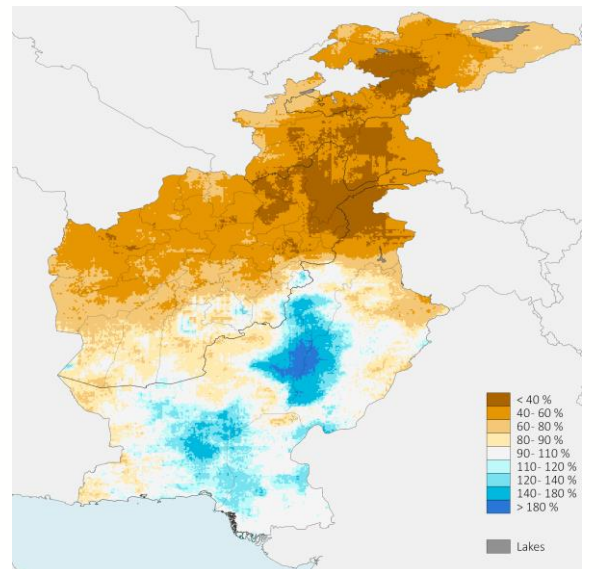 < 40 %
40- 60 %
60- 80 %
80- 90 %
90- 110 %
110- 120 %
120- 140 %
140- 180 %
> 180 %
Lakes